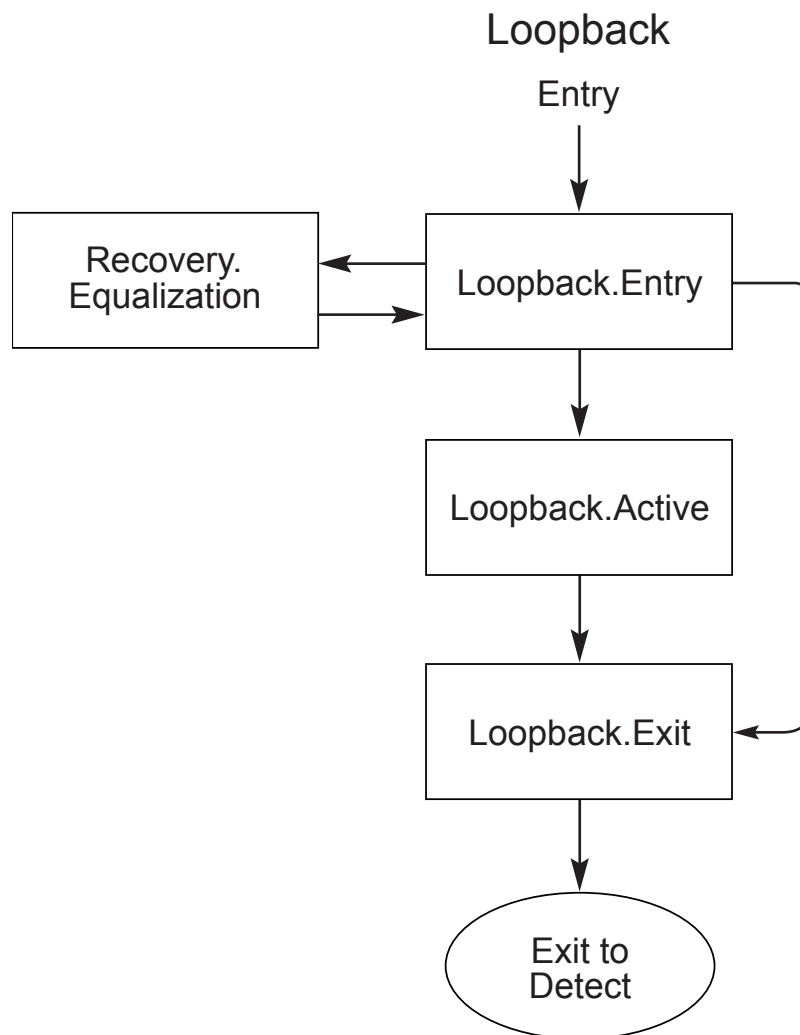 Loopback
Entry
Recovery.
Equalization
Loopback.Entry
Loopback.Active
Loopback.Exit
Exit to
Detect